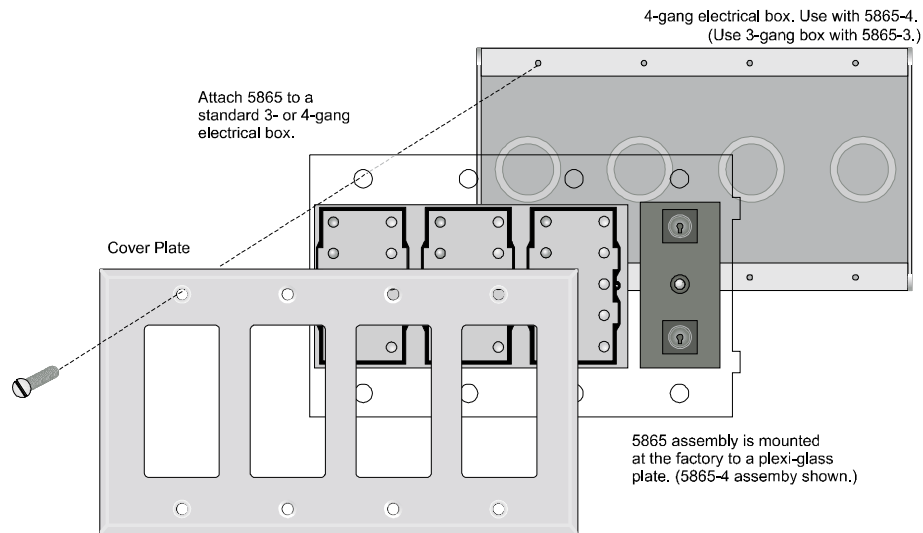 4-gang electrical box. Use with 5865-4.
(Use 3-gang box with 5865-3.)
Attach 5865 to a
standard 3- or 4-gang
electrical box.
Cover Plate
5865 assembly is mounted
at the factory to a plexi-glass
plate. (5865-4 assemby shown.)